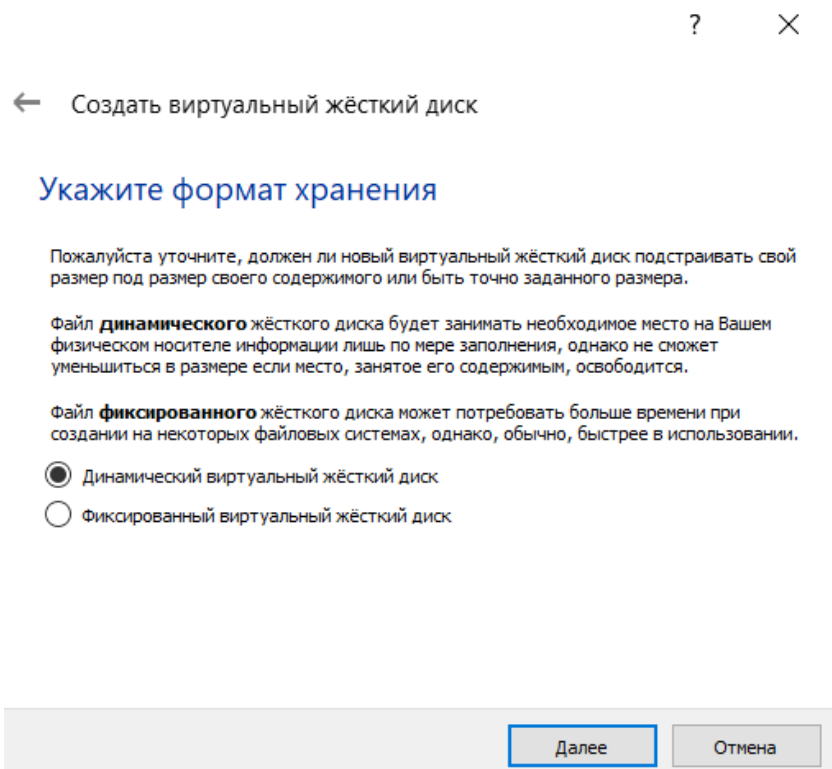 ?
Создать виртуальный жёсткий диск
Укажите формат хранения
Пожалуйста уточните, должен ли новый виртуальный жёсткий диск подстраивать свой
размер под размер своего содержимого или быть точно заданного размера.
Файл динамического жёсткого диска будет занимать необходимое место на Вашем
физическом носителе информации лишь по мере заполнения, однако не сможет
уменьшиться в размере если место, занятое его содержимым, освободится.
Файл фиксированного жёсткого диска может потребовать больше времени при
создании на некоторых файловых системах, однако, обычно, быстрее в использовании.
Динамический виртуальный жёсткий диск
Фиксированный виртуальный жёсткий диск
Далее
Отмена